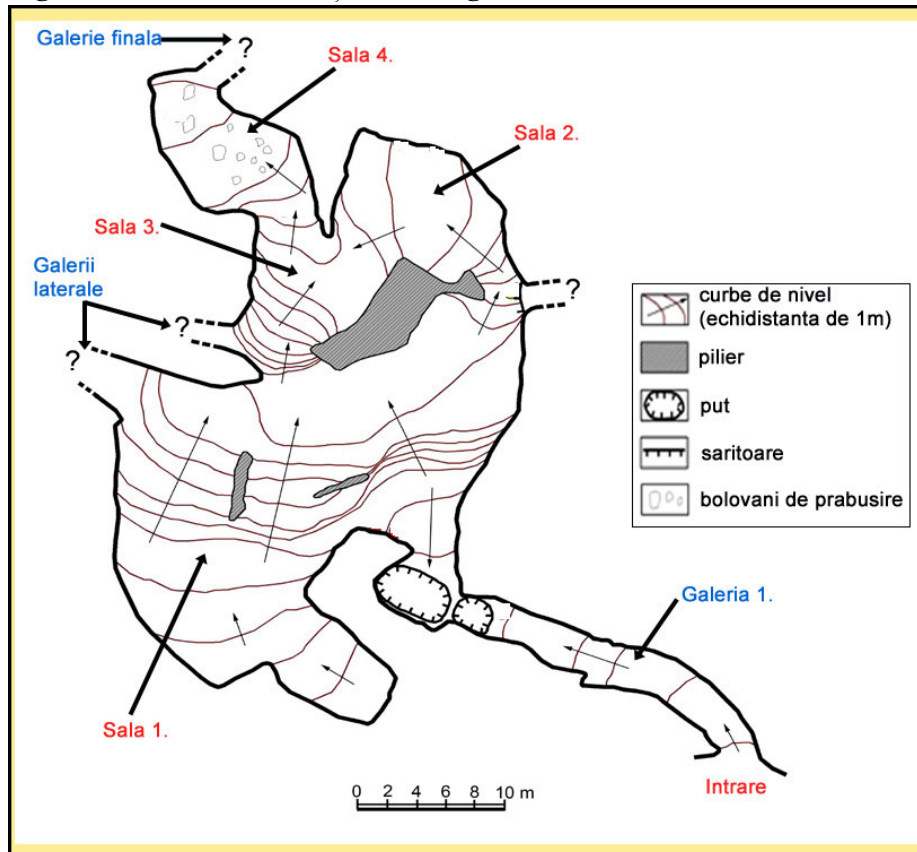 Galerie finala
?
Sala 4.
Sala 2.
Sala 3.
Galerii
laterale
?
?
?
curbe de nivel
(echidistanta de 1m)
pilier
put
saritoare
bolovani de prabusire
Galeria 1.
Sala 1.
Intrare
0 2 4 6 8 10 m